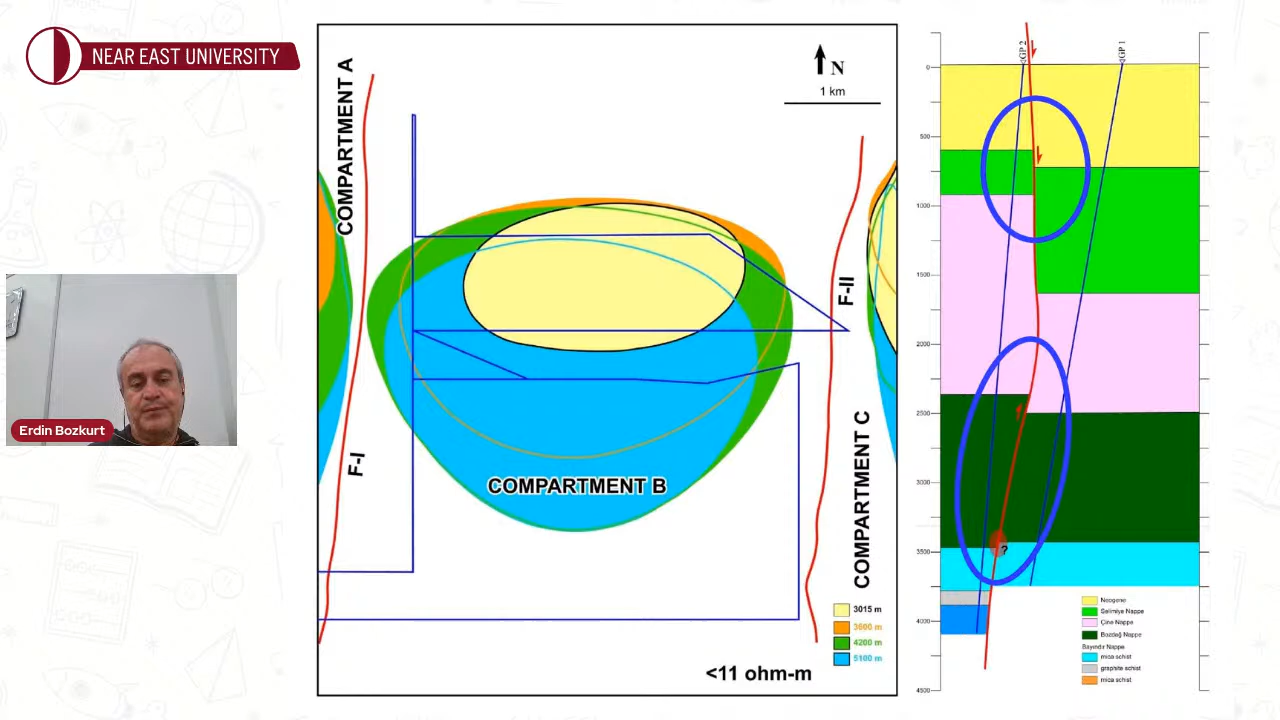 NEAR EAST UNIVERSITY
Erdin Bozkurt
COMPARTMENT A
N
1 km
F-I
F-II
COMPARTMENT B
COMPARTMENT C
3015 m
3600 m
4200 m
5100 m
<11 ohm-m
0
500
1000
1500
2000
2500
3000
3500
4000
4500
?
Neogene
Selimiye Nappe
Çine Nappe
Bozdağ Nappe
Bayındır Nappe
mica schist
graphite schist
mica schist